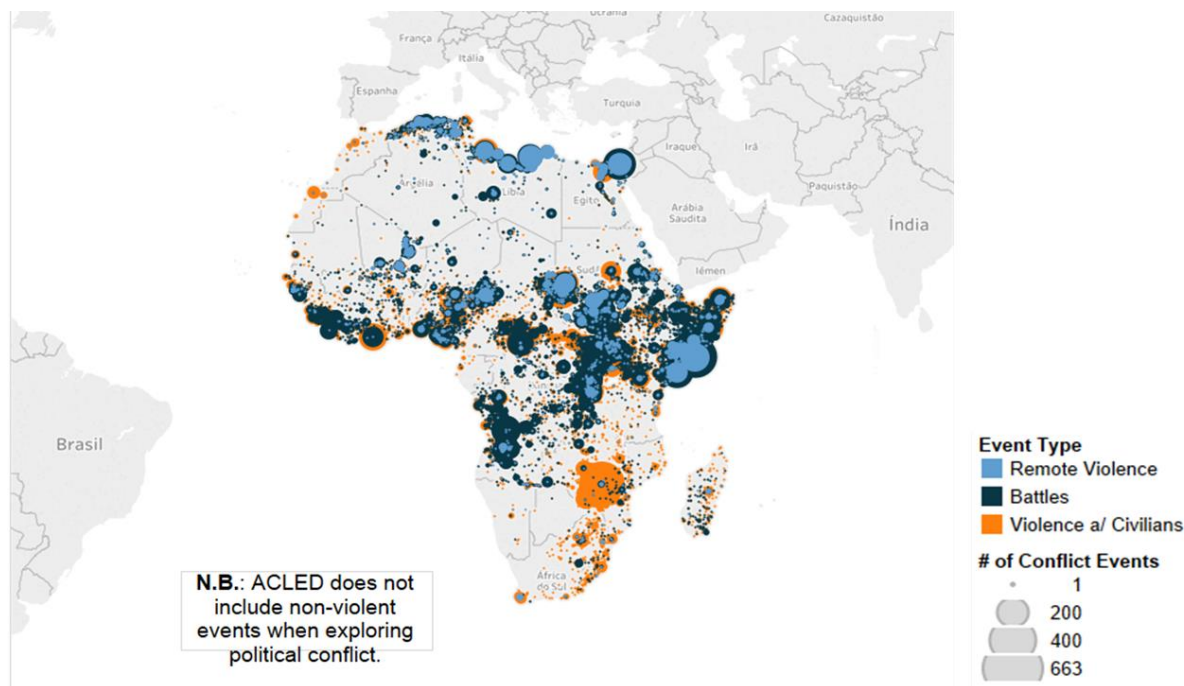 Ucrânia
Cazaquistão
França
Itália
Espanha
Turquia
Iraque
Irã
Paquistão
Argélia
Líbia
Egito
Arábia
Saudita
Índia
Iêmen
Brasil
África
do Sul
N.B.: ACLED does not
include non-violent
events when exploring
political conflict.
Event Type
Remote Violence
Battles
Violence a/ Civilians
# of Conflict Events
1
200
400
663